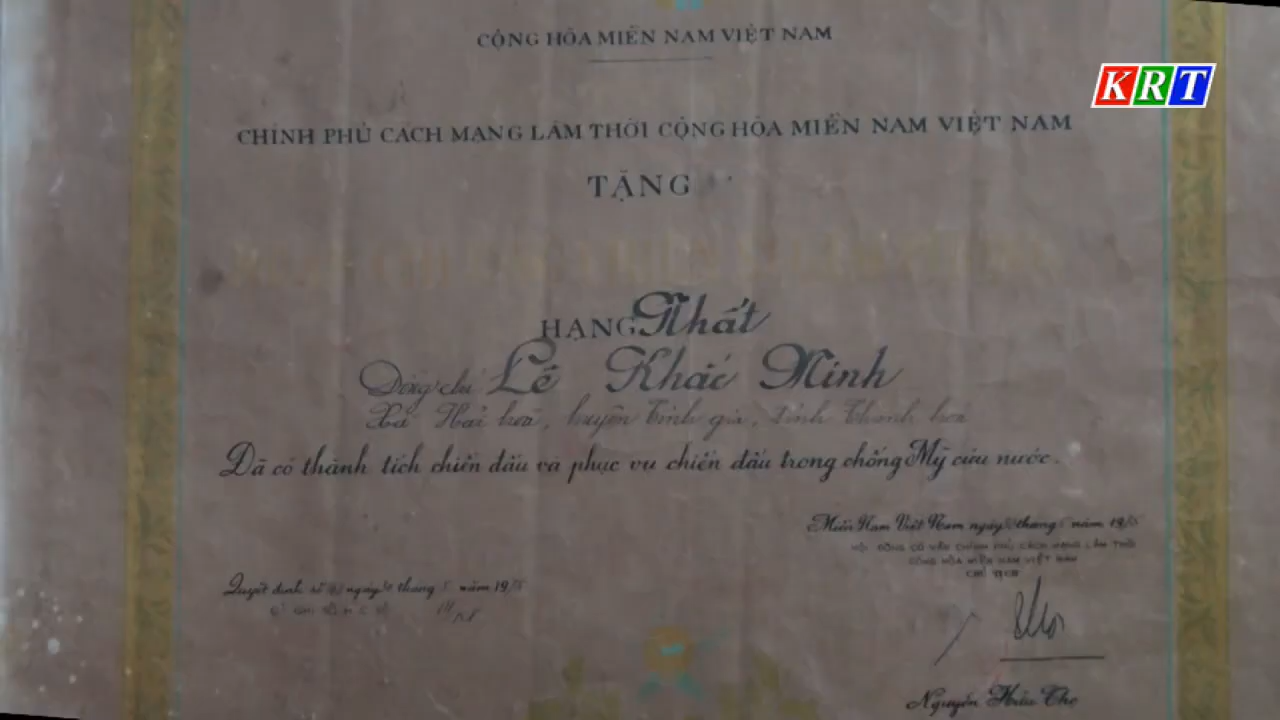 CỘNG HÒA MIỀN NAM VIỆT NAM
KRT
CHÍNH PHỦ CÁCH MẠNG LÂM THỜI CỘNG HÒA MIỀN NAM VIỆT NAM
TẶNG
HẠNG Nhất
Đồng chí Lê Khắc Minh
Xã Hải hoà, huyện Tĩnh gia, tỉnh Thanh hoá
Đã có thành tích chiến đấu và phục vụ chiến đấu trong chống Mỹ cứu nước.
Miền Nam Việt Nam ngày tháng năm 19
HỘI ĐỒNG CỐ VẤN CHÍNH PHỦ CÁCH MẠNG LÂM THỜI
CỘNG HÒA MIỀN NAM VIỆT NAM
CHỦ TỊCH
Quyết định số ngày tháng năm 19
Nguyễn Hữu Thọ